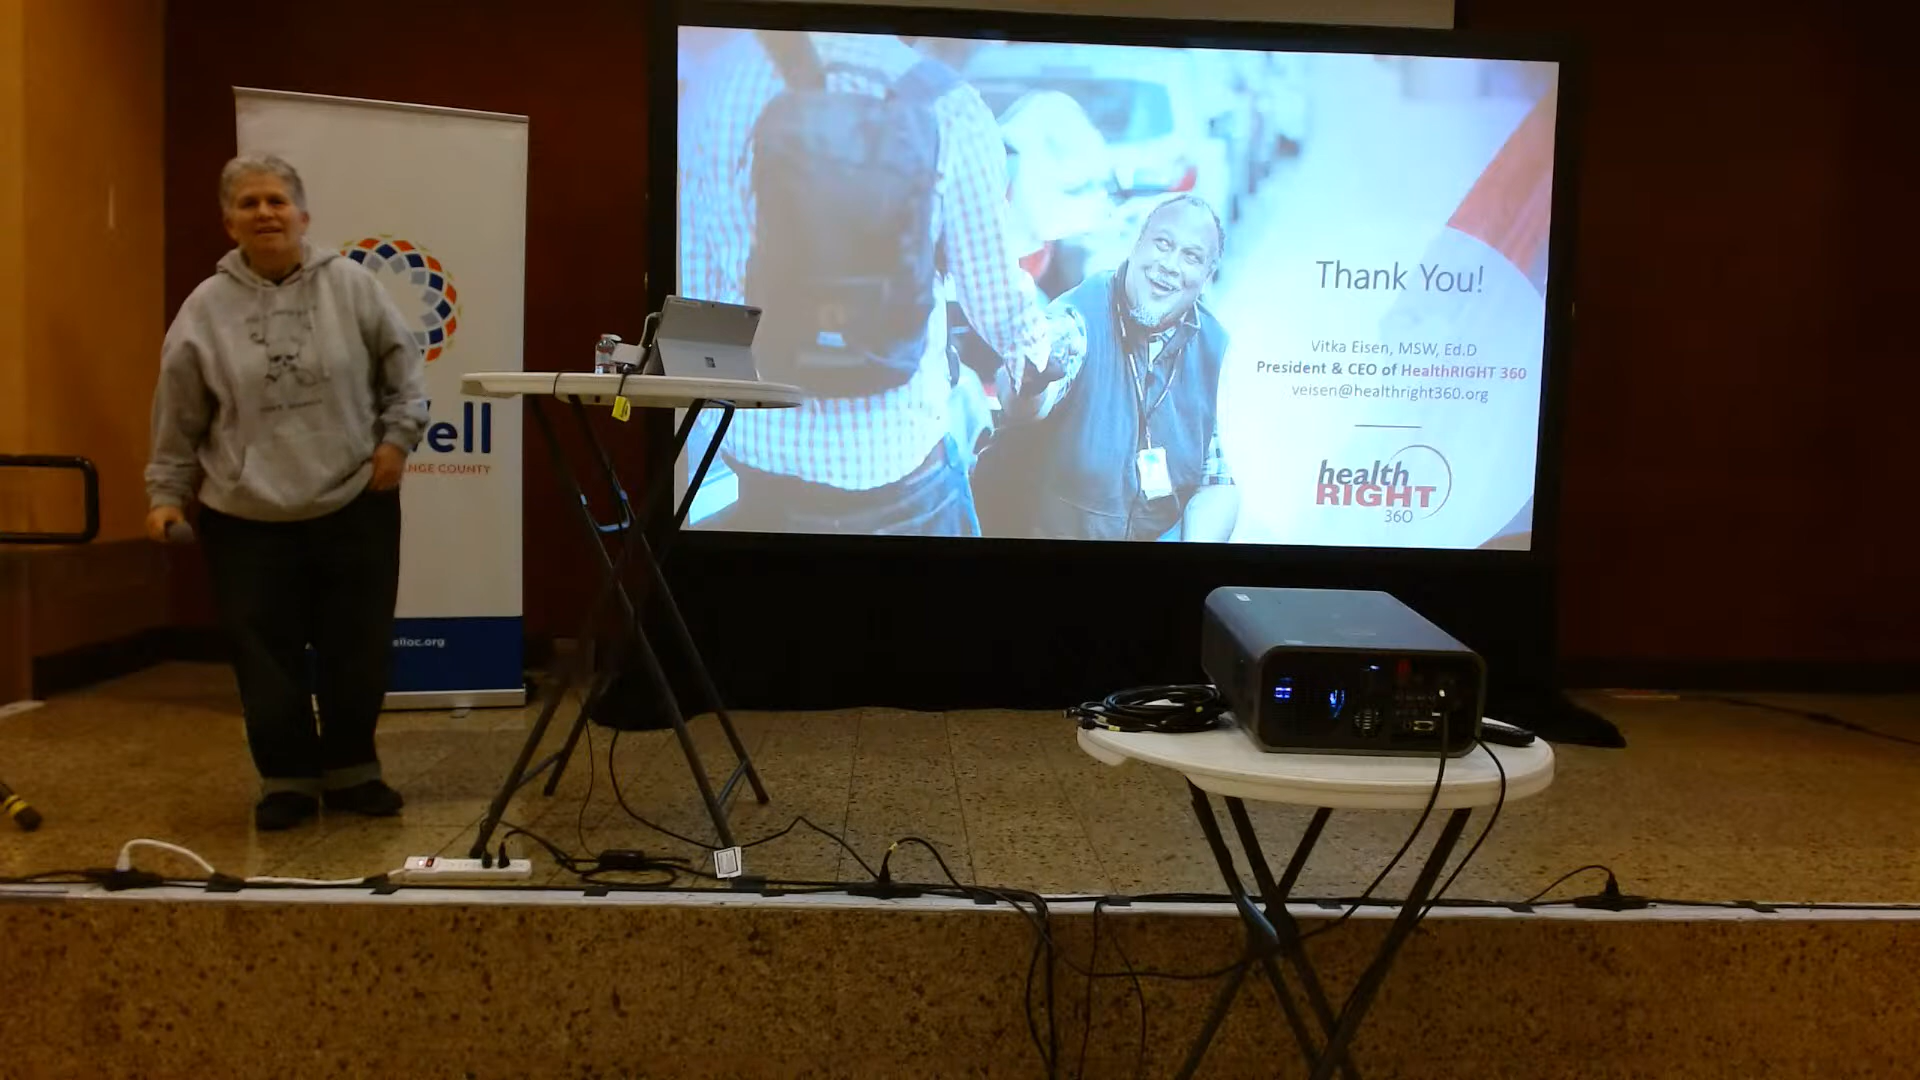 ell
NGE COUNTY
elloc.org
Thank You!
Vitka Eisen, MSW, Ed.D
President & CEO of HealthRIGHT 360
veisen@healthright360.org
health
RIGHT
360